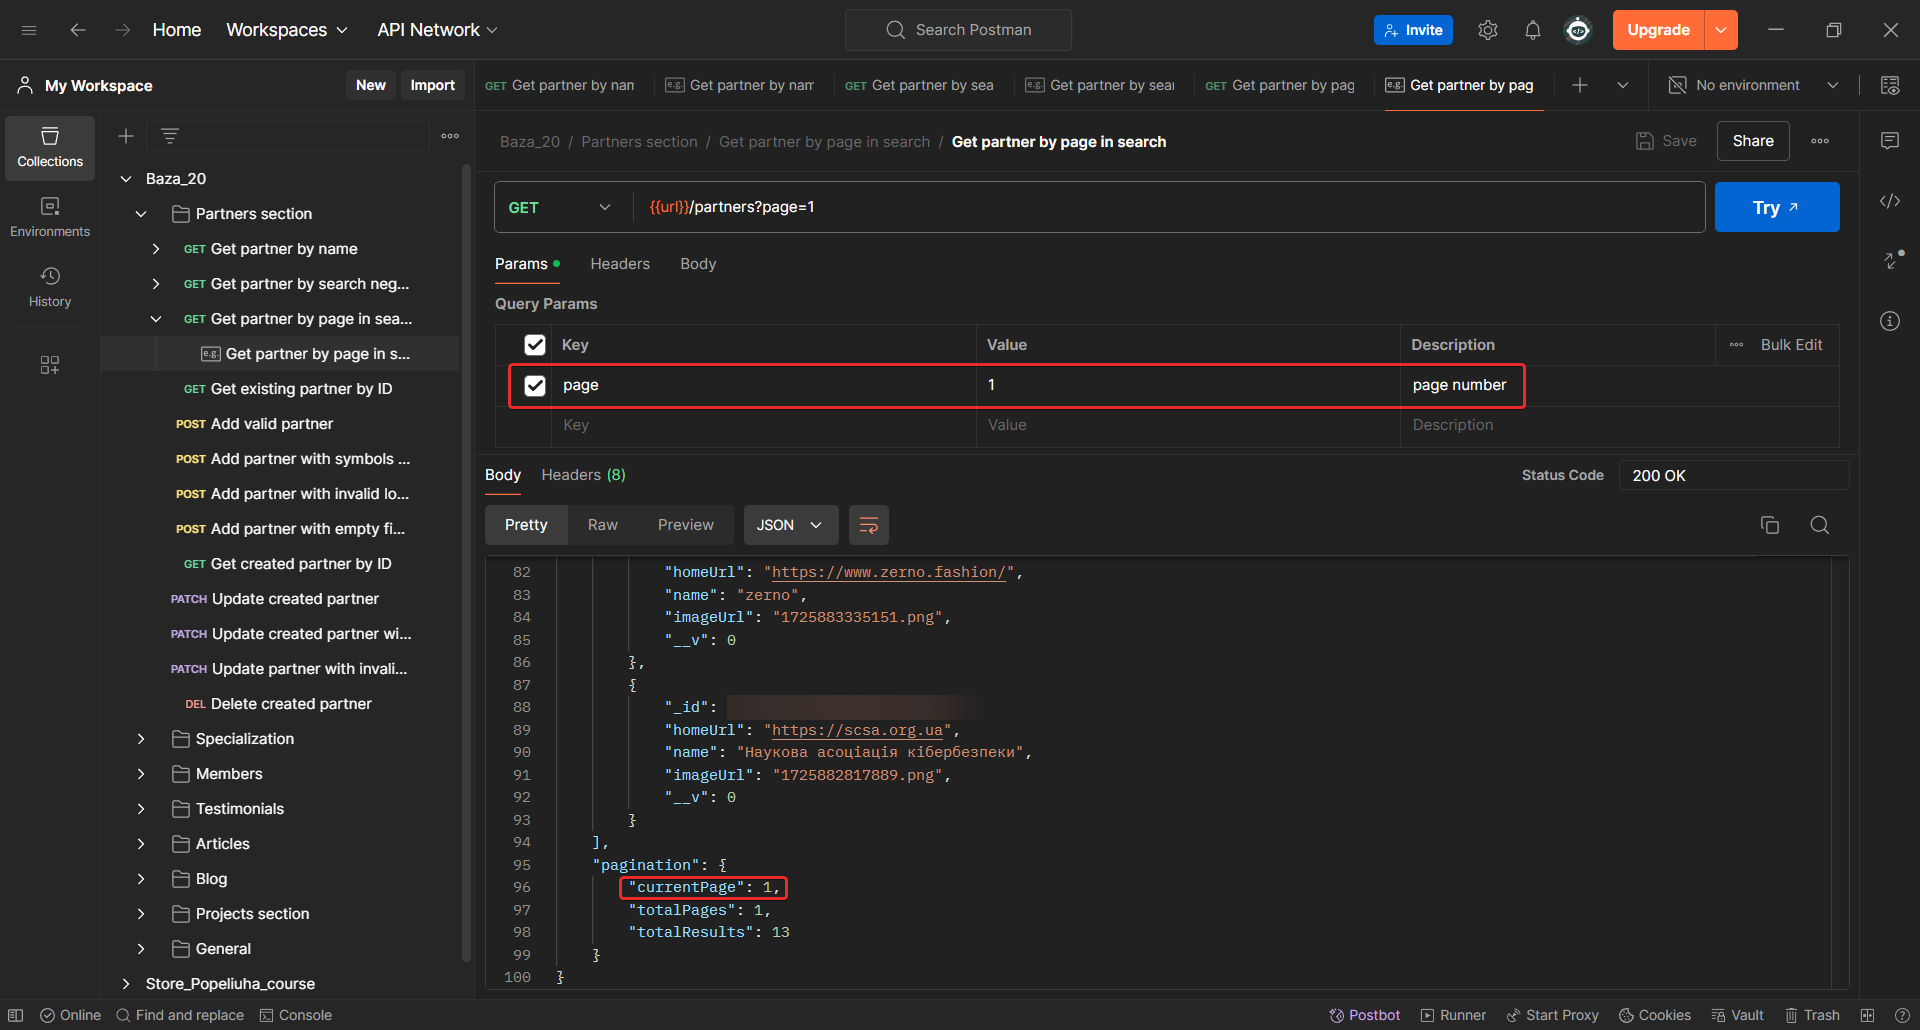 Home Workspaces API Network Search Postman Invite Upgrade
My Workspace New Import
GET Get partner by nam e.g. Get partner by nam GET Get partner by sea e.g. Get partner by sear GET Get partner by pag e.g. Get partner by pag No environment
Collections
Environments
History
Baza_20
Partners section
GET Get partner by name
GET Get partner by search neg...
GET Get partner by page in sea...
e.g. Get partner by page in s...
GET Get existing partner by ID
POST Add valid partner
POST Add partner with symbols ...
POST Add partner with invalid lo...
POST Add partner with empty fi...
GET Get created partner by ID
PATCH Update created partner
PATCH Update created partner wi...
PATCH Update partner with invali...
DEL Delete created partner
Specialization
Members
Testimonials
Articles
Blog
Projects section
General
Store_Popeliuha_course
Baza_20 / Partners section / Get partner by page in search / Get partner by page in search
Save Share
GET {{url}}/partners?page=1 Try
Params Headers Body
Query Params
Key Value Description Bulk Edit
page 1 page number
Key Value Description
Body Headers (8) Status Code 200 OK
Pretty Raw Preview JSON
82 "homeUrl": "https://www.zerno.fashion/",
83 "name": "zerno",
84 "imageUrl": "1725883335151.png",
85 "__v": 0
86 },
87 {
88 "_id":
89 "homeUrl": "https://scsa.org.ua",
90 "name": "Наукова асоціація кібербезпеки",
91 "imageUrl": "1725882817889.png",
92 "__v": 0
93 }
94 ],
95 "pagination": {
96 "currentPage": 1,
97 "totalPages": 1,
98 "totalResults": 13
99 }
100 }
Online Find and replace Console Postbot Runner Start Proxy Cookies Vault Trash